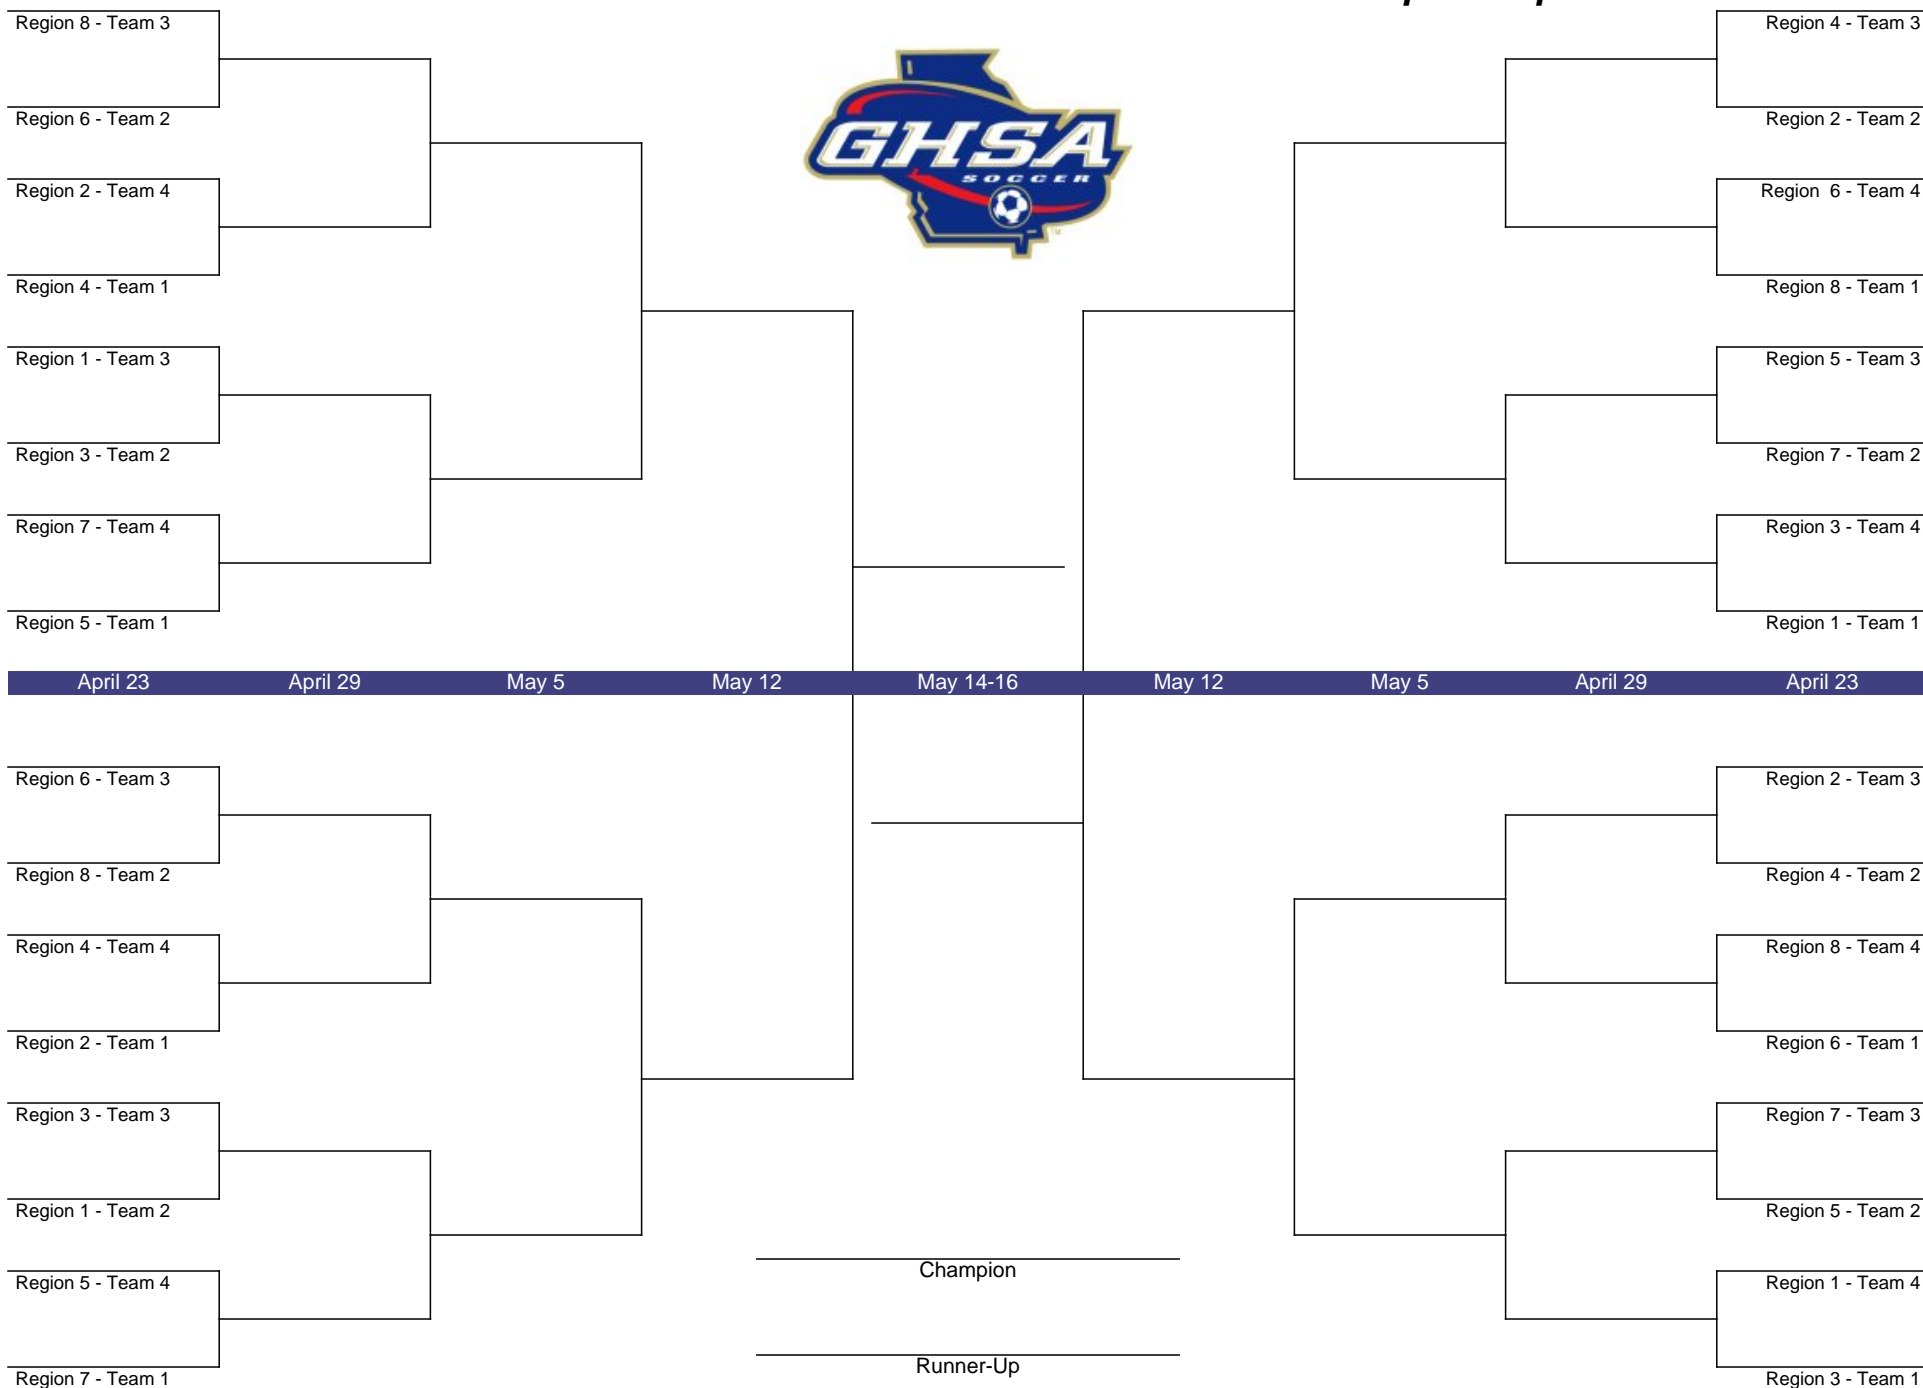 Region 8 - Team 3
Region 6 - Team 2
Region 2 - Team 4
Region 4 - Team 1
Region 1 - Team 3
Region 3 - Team 2
Region 7 - Team 4
Region 5 - Team 1
GHSA
SOCCER
TM
Region 4 - Team 3
Region 2 - Team 2
Region 6 - Team 4
Region 8 - Team 1
Region 5 - Team 3
Region 7 - Team 2
Region 3 - Team 4
Region 1 - Team 1
April 23 April 29 May 5 May 12 May 14-16 May 12 May 5 April 29 April 23
Region 6 - Team 3
Region 8 - Team 2
Region 4 - Team 4
Region 2 - Team 1
Region 3 - Team 3
Region 1 - Team 2
Region 5 - Team 4
Region 7 - Team 1
Champion
Runner-Up
Region 2 - Team 3
Region 4 - Team 2
Region 8 - Team 4
Region 6 - Team 1
Region 7 - Team 3
Region 5 - Team 2
Region 1 - Team 4
Region 3 - Team 1